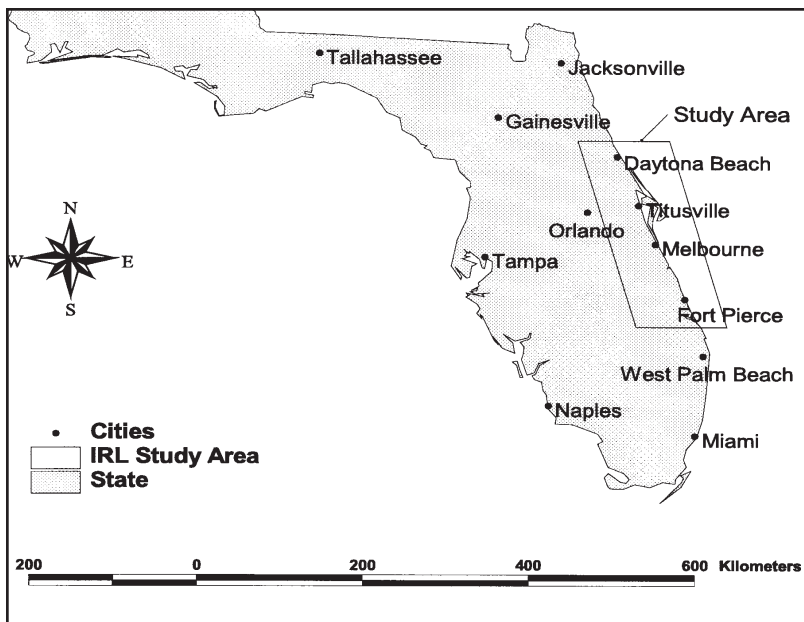 Tallahassee
Jacksonville
Gainesville
Study Area
Daytona Beach
Titusville
Orlando
Melbourne
Tampa
Fort Pierce
West Palm Beach
Naples
Miami
N
W
E
S
Cities
IRL Study Area
State
200 0 200 400 600 Kilometers